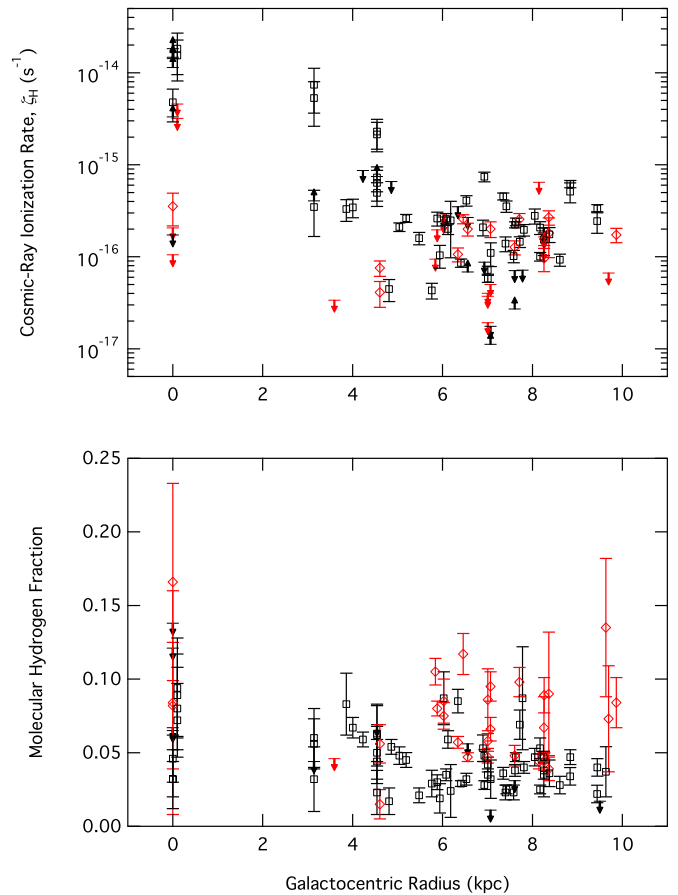 Cosmic-Ray Ionization Rate, ζH (s-1)
10-14
10-15
10-16
10-17
0 2 4 6 8 10
Molecular Hydrogen Fraction
0.25
0.20
0.15
0.10
0.05
0.00
0 2 4 6 8 10
Galactocentric Radius (kpc)